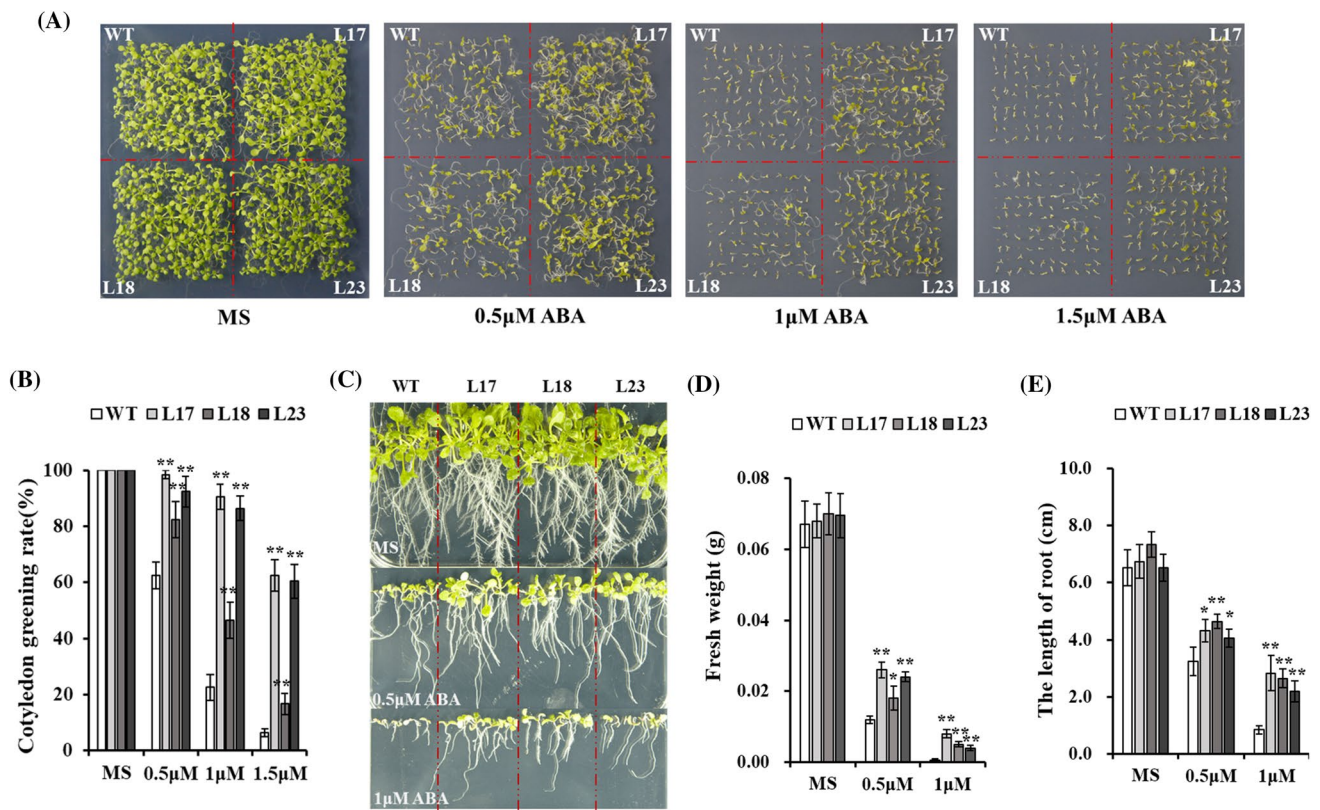 (A)
WT L17
L18 L23
MS
WT L17
L18 L23
0.5μM ABA
WT L17
L18 L23
1μM ABA
WT L17
L18 L23
1.5μM ABA
(B)
WT L17 L18 L23
Cotyledon greening rate(%)
100
80
60
40
20
0
** ** **
** ** **
** ** **
MS 0.5μM 1μM 1.5μM
(C)
WT L17 L18 L23
MS
0.5μM ABA
1μM ABA
(D)
WT L17 L18 L23
Fresh weight (g)
0.08
0.06
0.04
0.02
0.00
** * **
** ** **
MS 0.5μM 1μM
(E)
WT L17 L18 L23
The length of root (cm)
10.0
8.0
6.0
4.0
2.0
0.0
* ** *
** ** **
MS 0.5μM 1μM